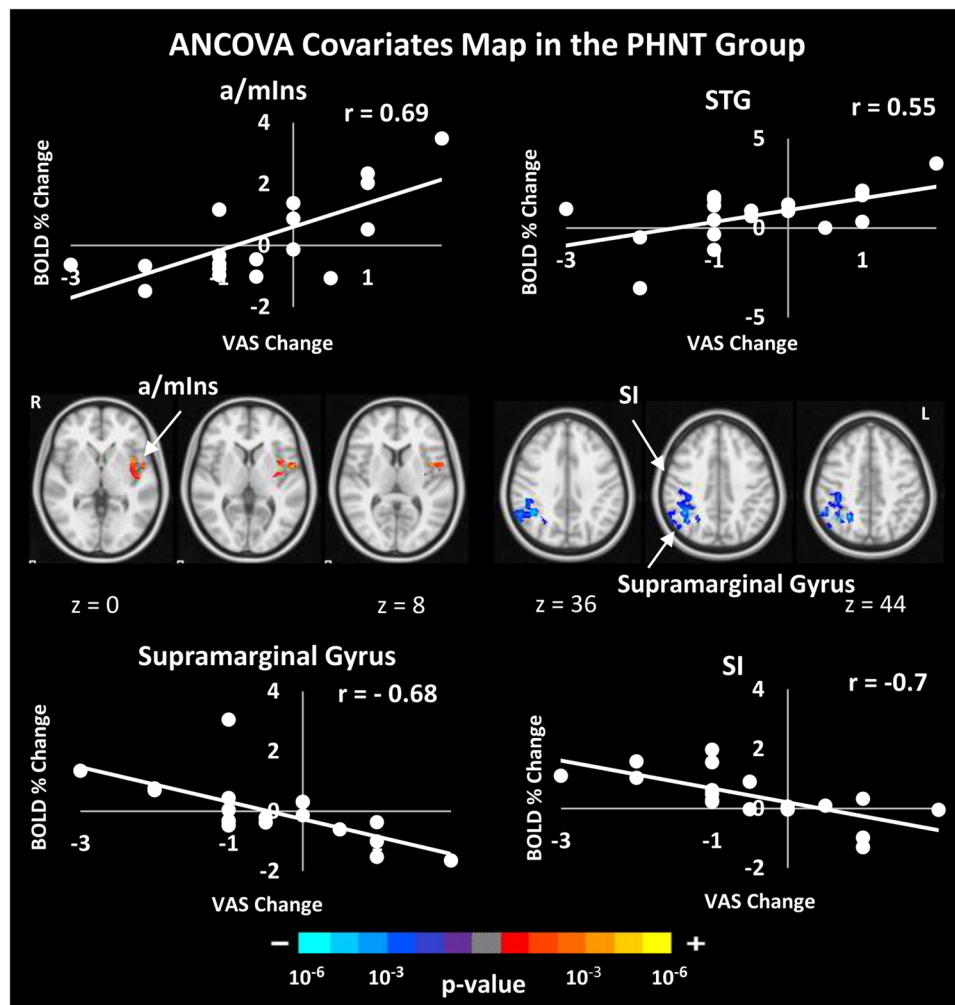 ANCOVA Covariates Map in the PHNT Group
a/mIns
r = 0.69
BOLD % Change
4
2
0
-2
-3
-1
1
VAS Change
STG
r = 0.55
BOLD % Change
5
0
-5
-3
-1
1
VAS Change
a/mIns
R
SI
L
Supramarginal Gyrus
z = 0
z = 8
z = 36
z = 44
Supramarginal Gyrus
r = - 0.68
BOLD % Change
4
2
0
-2
-3
-1
1
VAS Change
SI
r = -0.7
BOLD % Change
4
2
0
-2
-3
-1
1
VAS Change
− +
10-6 10-3 p-value 10-3 10-6